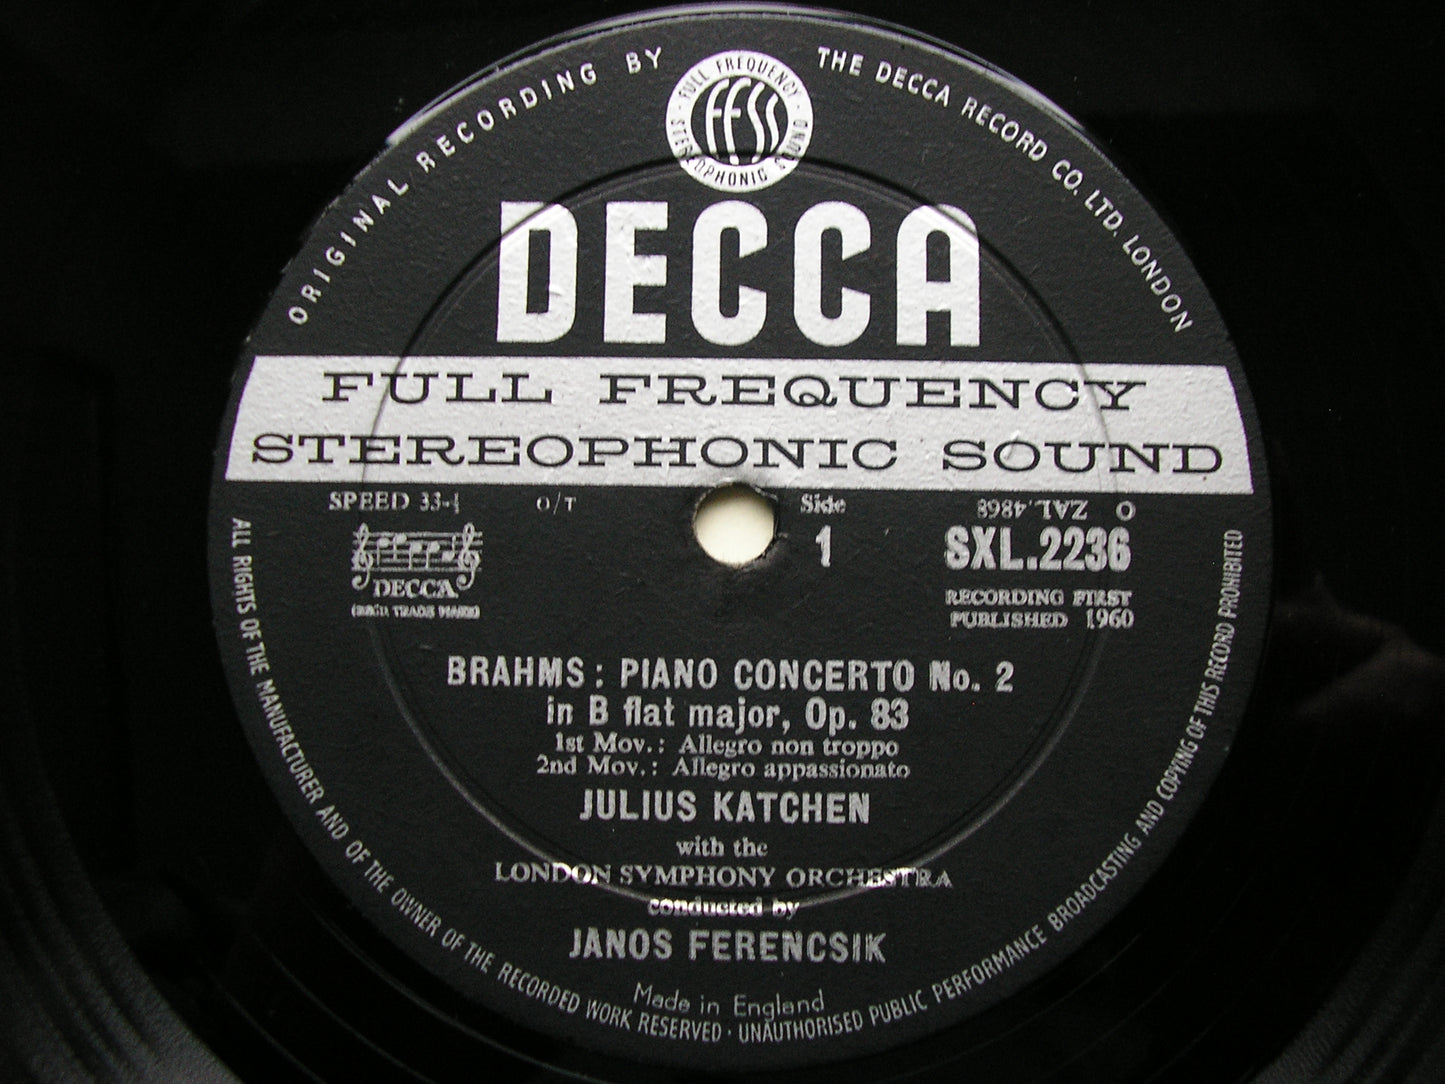 ORIGINAL RECORDING BY
THE DECCA RECORD CO. LTD. LONDON
FULL FREQUENCY
FFSS
STEREOPHONIC SOUND
DECCA
FULL FREQUENCY
STEREOPHONIC SOUND
SPEED 33-⅓
O/T
Side
1
O ZAL.4868
SXL.2236
DECCA
(REG'D. TRADE MARK)
RECORDING FIRST
PUBLISHED 1960
BRAHMS : PIANO CONCERTO No. 2
in B flat major, Op. 83
1st Mov.: Allegro non troppo
2nd Mov.: Allegro appassionato
JULIUS KATCHEN
with the
LONDON SYMPHONY ORCHESTRA
conducted by
JANOS FERENCSIK
Made in England
ALL RIGHTS OF THE MANUFACTURER AND OF THE OWNER OF THE RECORDED WORK RESERVED · UNAUTHORISED PUBLIC PERFORMANCE BROADCASTING AND COPYING OF THIS RECORD PROHIBITED